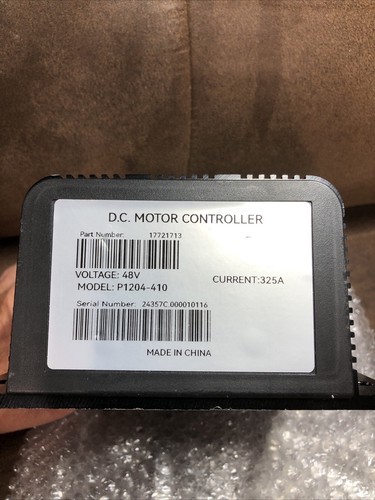 D.C. MOTOR CONTROLLER
Part Number: 17721713
VOLTAGE: 48V
CURRENT:325A
MODEL: P1204-410
Serial Number: 24357C.000010116
MADE IN CHINA